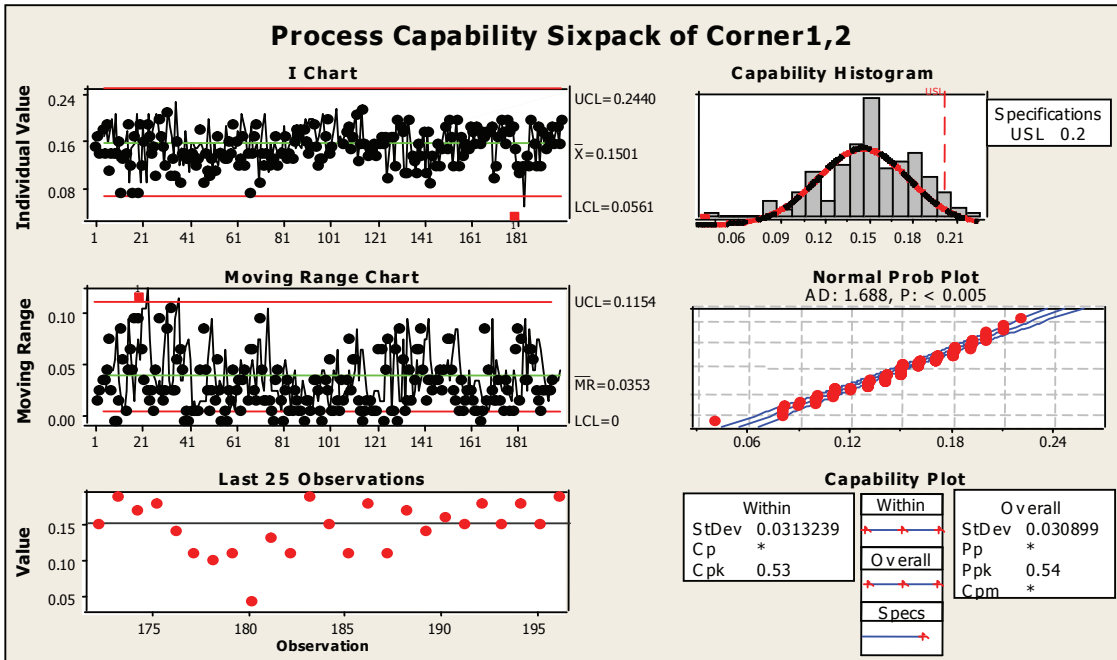 Process Capability Sixpack of Corner1,2
I Chart
Individual Value
0.24
0.16
0.08
UCL=0.2440
X=0.1501
LCL=0.0561
1 21 41 61 81 101 121 141 161 181
Capability Histogram
USL
Specifications
USL 0.2
0.06 0.09 0.12 0.15 0.18 0.21
Moving Range Chart
Moving Range
0.10
0.05
0.00
1
UCL=0.1154
MR=0.0353
LCL=0
1 21 41 61 81 101 121 141 161 181
Normal Prob Plot
AD: 1.688, P: < 0.005
0.06 0.12 0.18 0.24
Last 25 Observations
Value
0.15
0.10
0.05
175 180 185 190 195
Observation
Capability Plot
Within
StDev 0.0313239
Cp *
Cpk 0.53
Within
Overall
Specs
Overall
StDev 0.030899
Pp *
Ppk 0.54
Cpm *